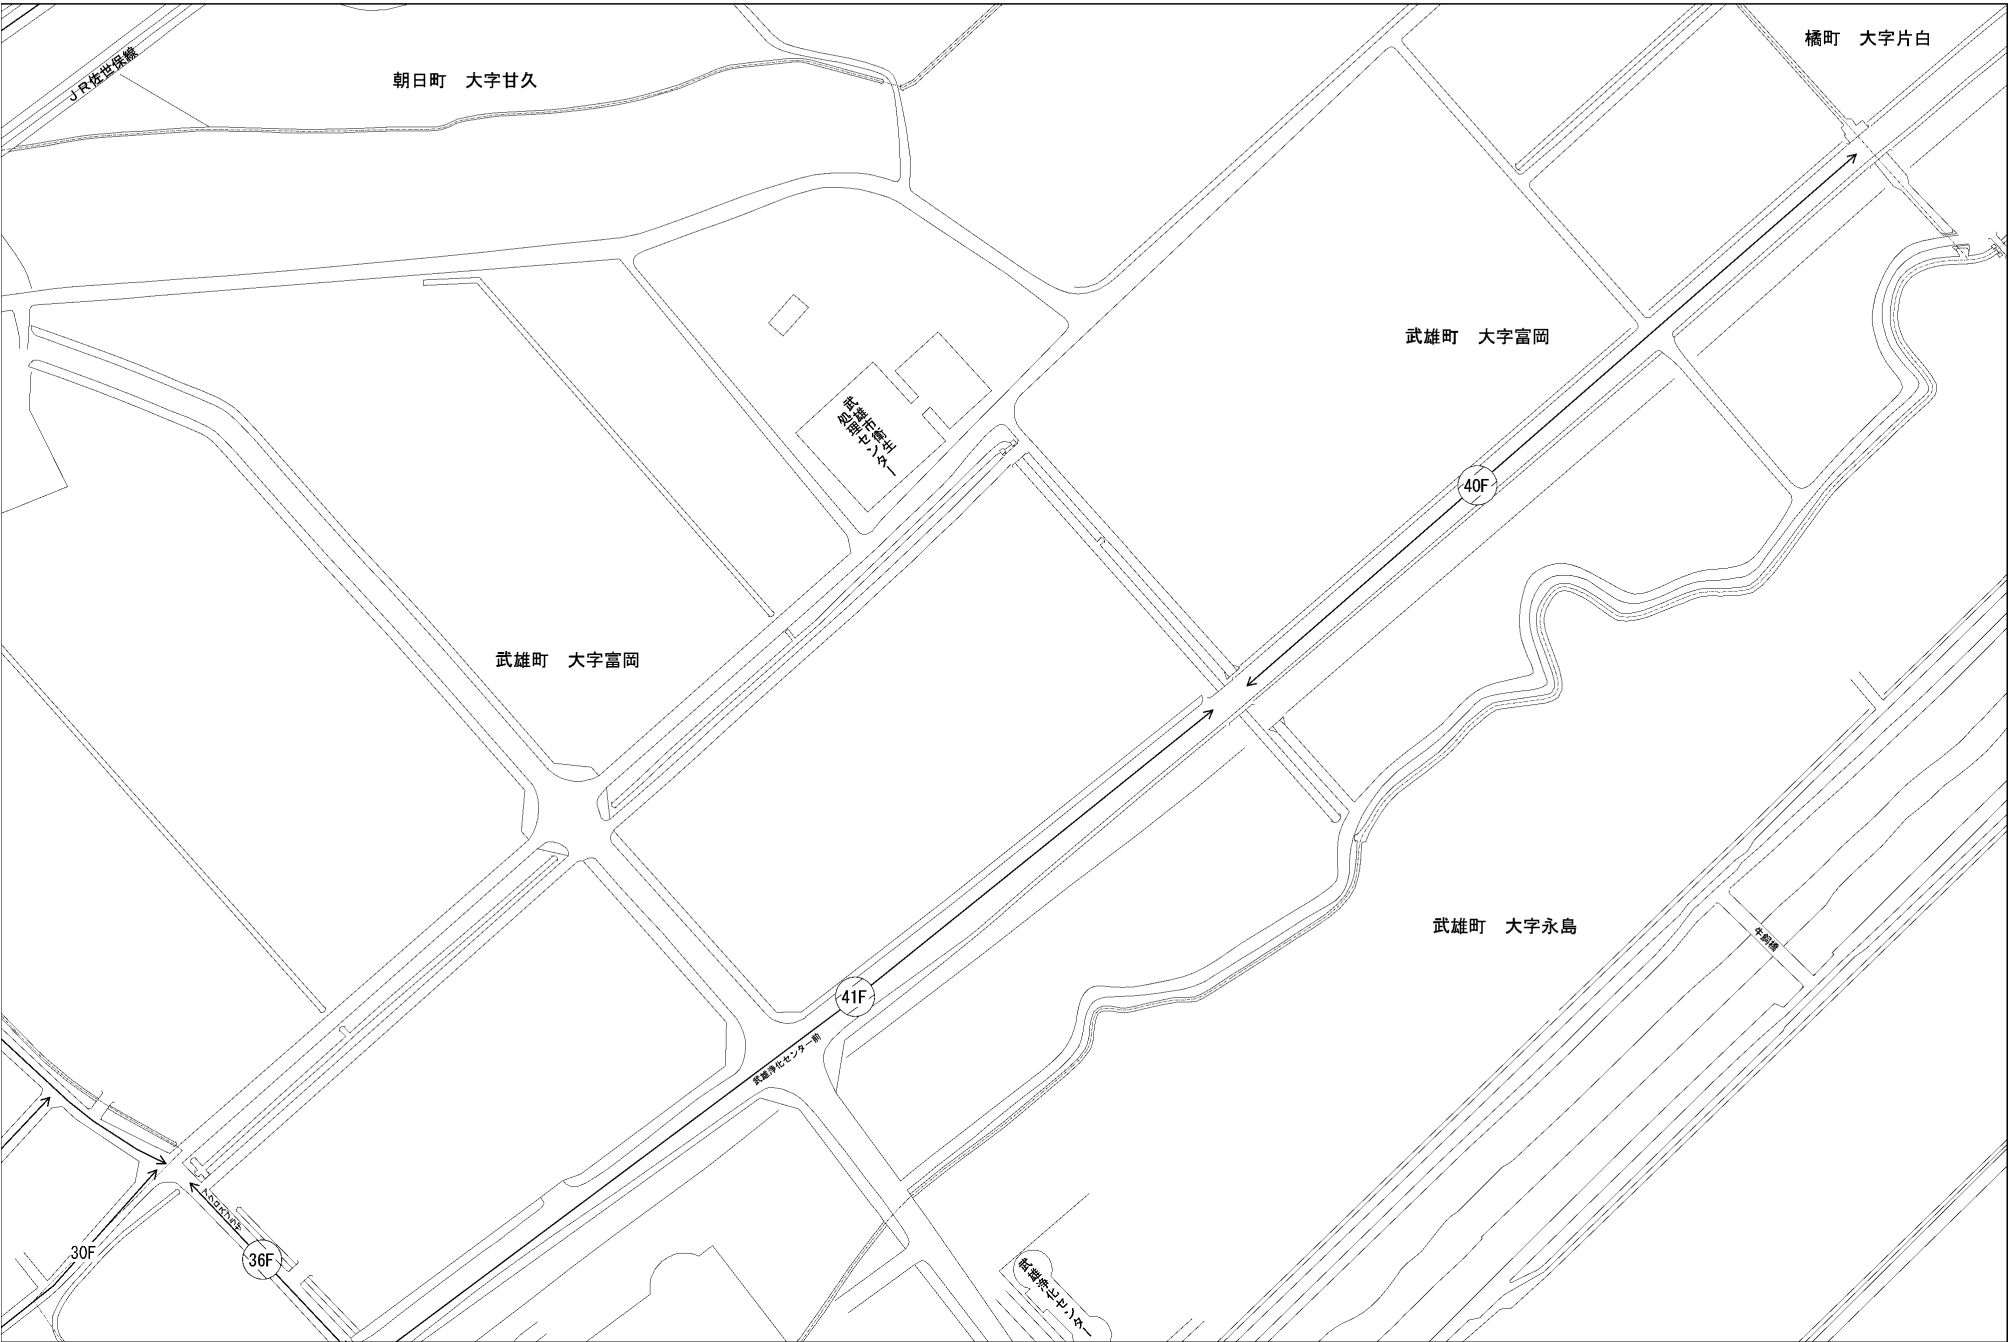 橘町　大字片白
JR佐世保線
朝日町　大字甘久
武雄町　大字富岡
武雄市衛生
処理センター
40F
武雄町　大字富岡
武雄町　大字永島
牛飼橋
41F
武雄浄化センター前
30F
36F
武雄浄化センター